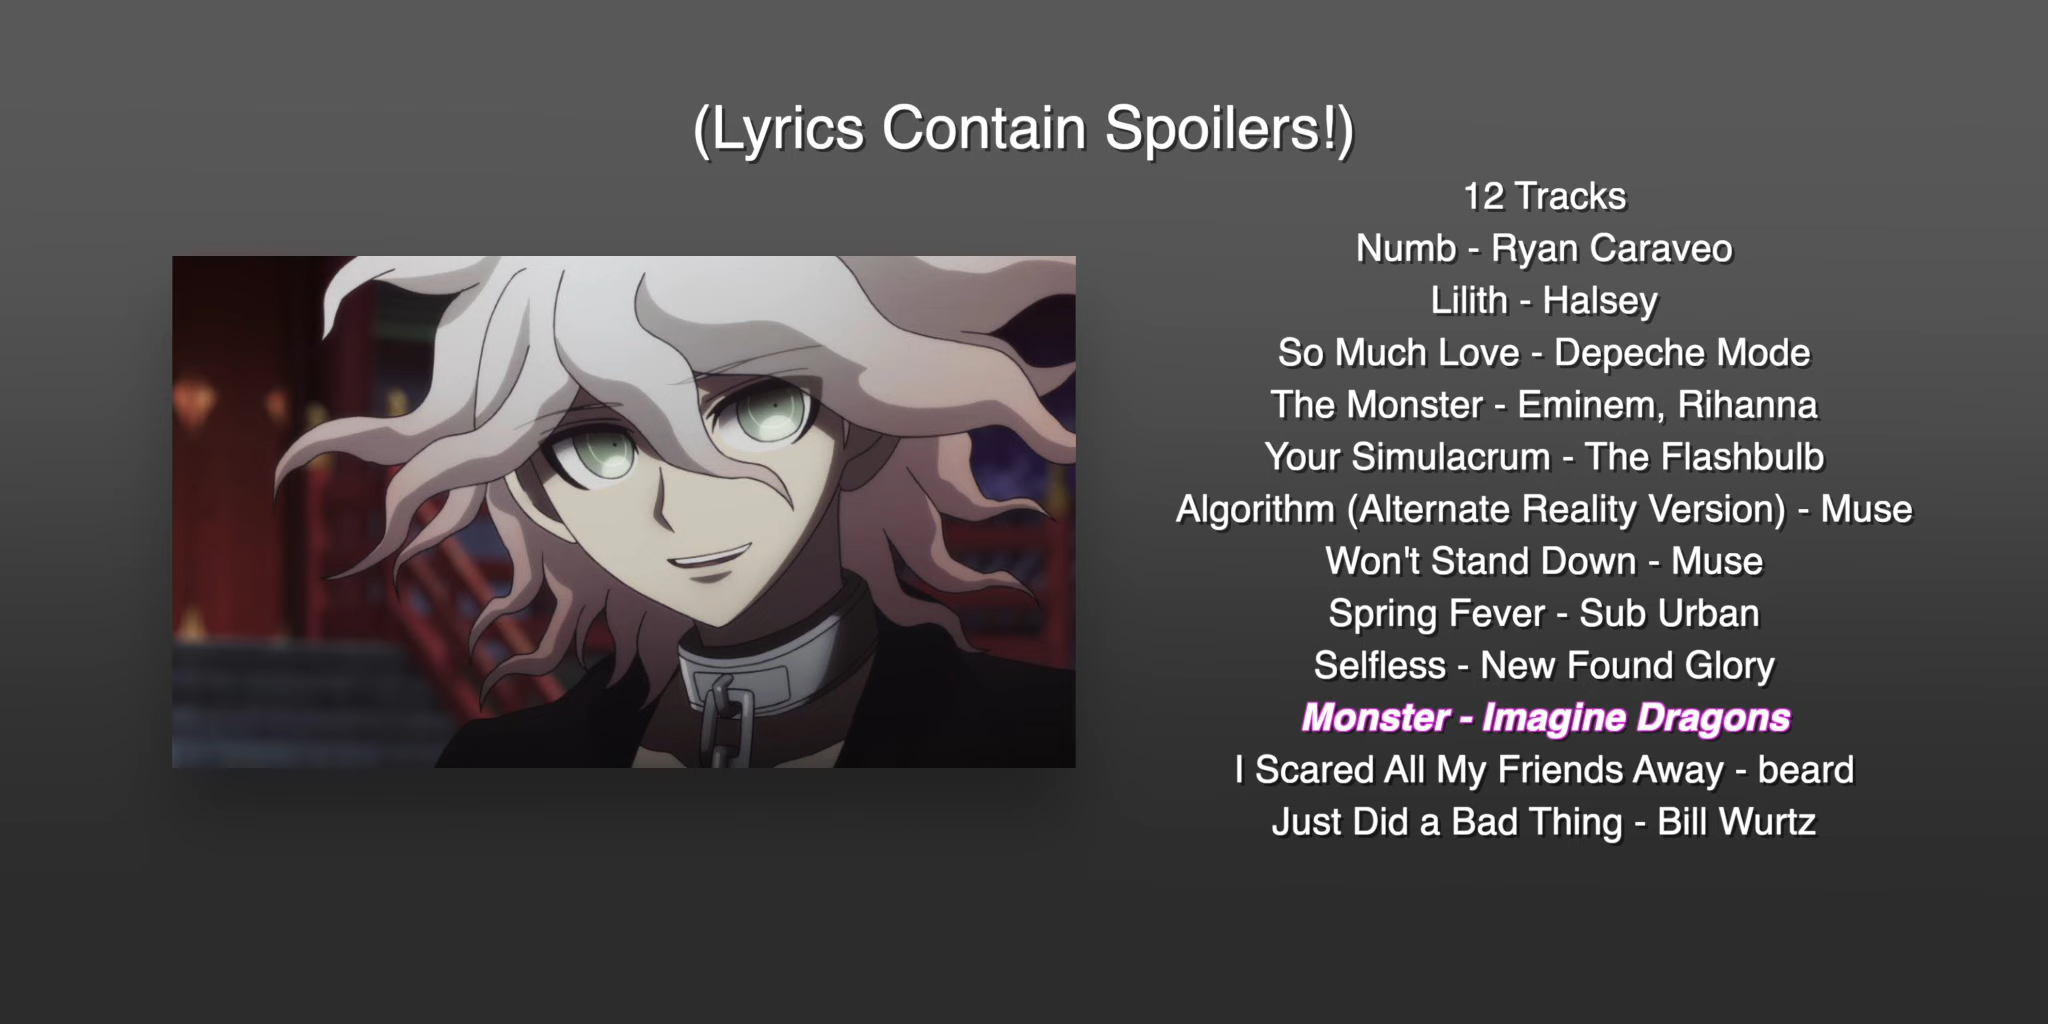 (Lyrics Contain Spoilers!)
12 Tracks
Numb - Ryan Caraveo
Lilith - Halsey
So Much Love - Depeche Mode
The Monster - Eminem, Rihanna
Your Simulacrum - The Flashbulb
Algorithm (Alternate Reality Version) - Muse
Won't Stand Down - Muse
Spring Fever - Sub Urban
Selfless - New Found Glory
Monster - Imagine Dragons
I Scared All My Friends Away - beard
Just Did a Bad Thing - Bill Wurtz